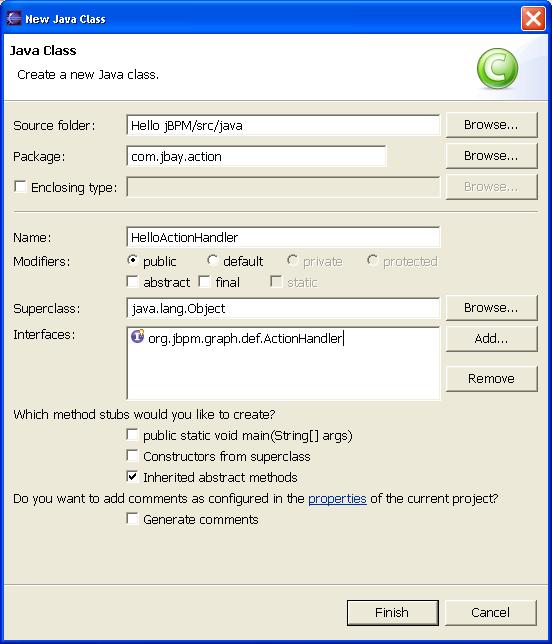 New Java Class
Java Class
Create a new Java class.
C
Source folder: Hello jBPM/src/java Browse...
Package: com.jbay.action Browse...
Enclosing type: Browse...
Name: HelloActionHandler
Modifiers: public default private protected
abstract final static
Superclass: java.lang.Object Browse...
Interfaces: org.jbpm.graph.def.ActionHandler Add...
Remove
Which method stubs would you like to create?
public static void main(String[] args)
Constructors from superclass
Inherited abstract methods
Do you want to add comments as configured in the properties of the current project?
Generate comments
Finish Cancel